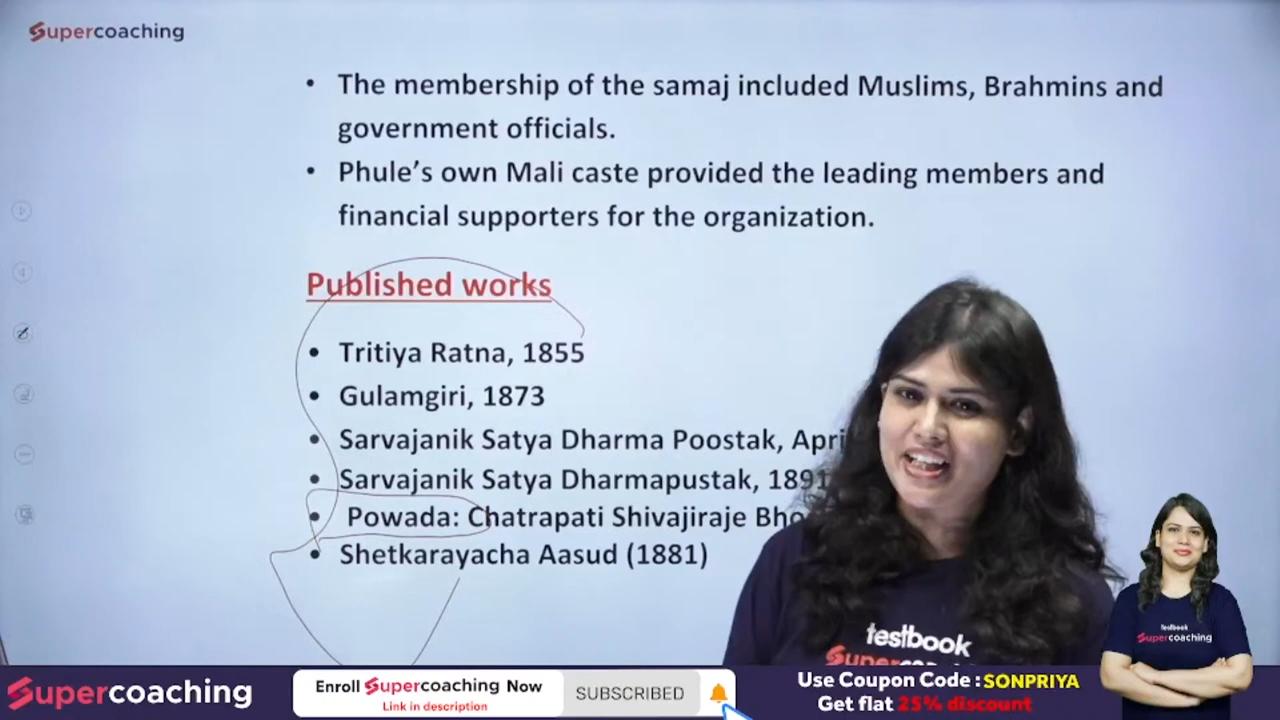 Supercoaching
• The membership of the samaj included Muslims, Brahmins and
government officials.
• Phule's own Mali caste provided the leading members and
financial supporters for the organization.
Published works
• Tritiya Ratna, 1855
• Gulamgiri, 1873
• Sarvajanik Satya Dharma Poostak, Apri
• Sarvajanik Satya Dharmapustak, 1891
• Powada: Chatrapati Shivajiraje Bho
• Shetkarayacha Aasud (1881)
testbook
Supercoaching
testbook
Supercoaching
Supercoaching
Enroll Supercoaching Now
Link in description
SUBSCRIBED
Use Coupon Code : SONPRIYA
Get flat 25% discount